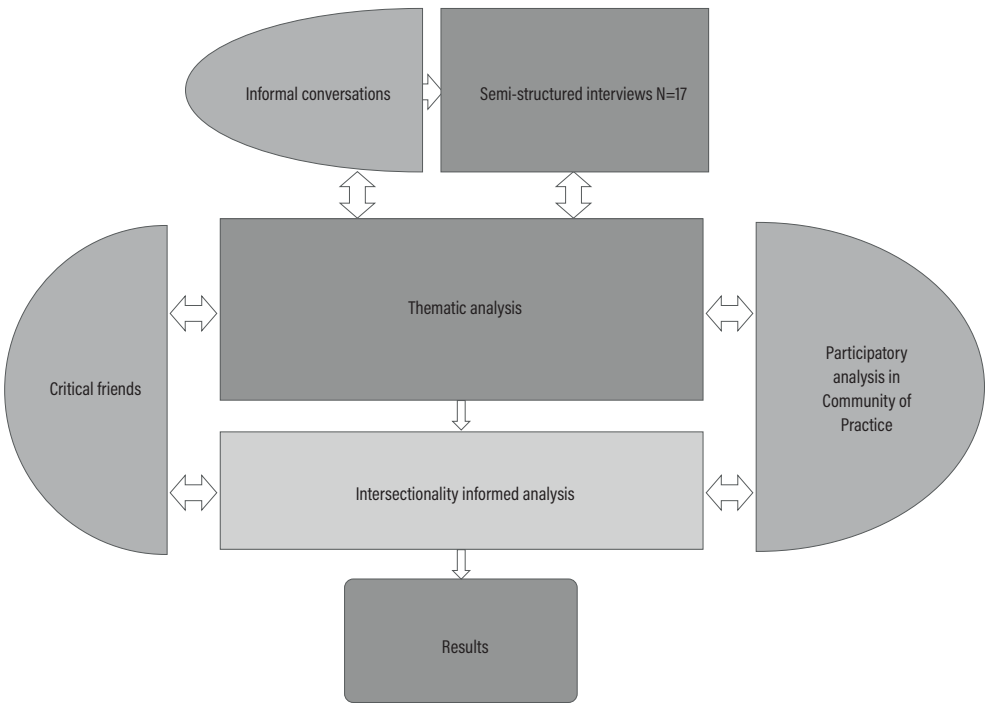 Informal conversations
Semi-structured interviews N=17
Thematic analysis
Critical friends
Participatory
analysis in
Community of
Practice
Intersectionality informed analysis
Results